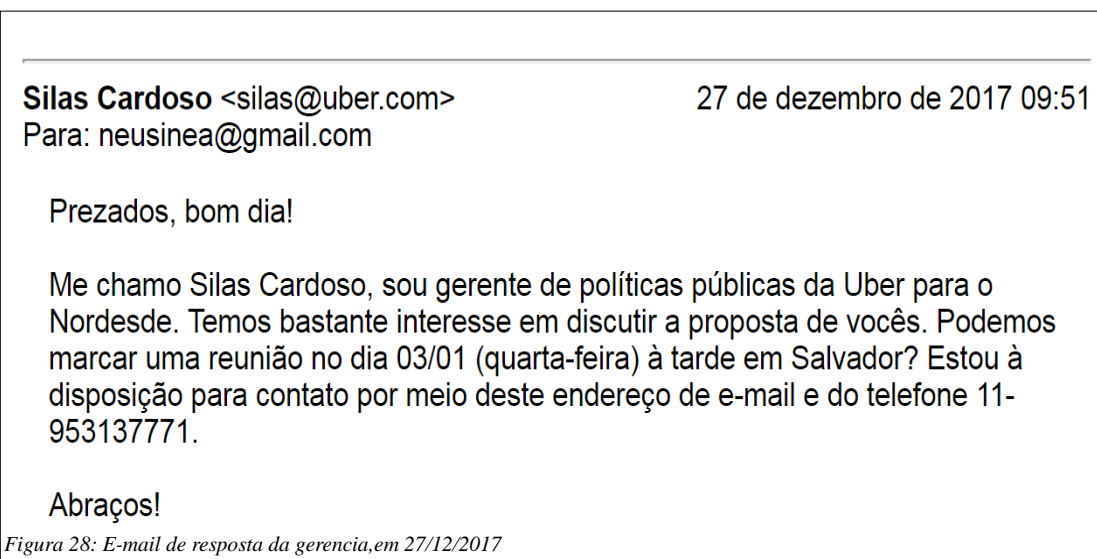 Silas Cardoso <silas@uber.com> 27 de dezembro de 2017 09:51
Para: neusinea@gmail.com
Prezados, bom dia!
Me chamo Silas Cardoso, sou gerente de políticas públicas da Uber para o
Nordesde. Temos bastante interesse em discutir a proposta de vocês. Podemos
marcar uma reunião no dia 03/01 (quarta-feira) à tarde em Salvador? Estou à
disposição para contato por meio deste endereço de e-mail e do telefone 11-
953137771.
Abraços!
Figura 28: E-mail de resposta da gerencia,em 27/12/2017